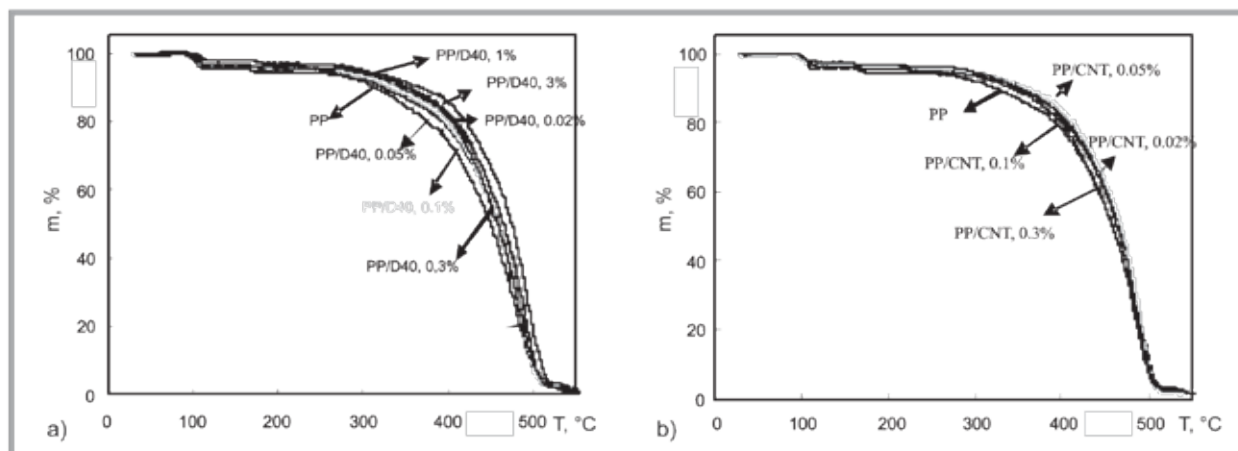 100
80
60
40
20
0
m, %
PP/D40, 1%
PP/D40, 3%
PP
PP/D40, 0.02%
PP/D40, 0.05%
PP/D40, 0.1%
PP/D40, 0,3%
0
100
200
300
400
500
T, °C
a)
100
80
60
40
20
0
m, %
PP/CNT, 0.05%
PP
PP/CNT, 0.02%
PP/CNT, 0.1%
PP/CNT, 0.3%
0
100
200
300
400
500
T, °C
b)